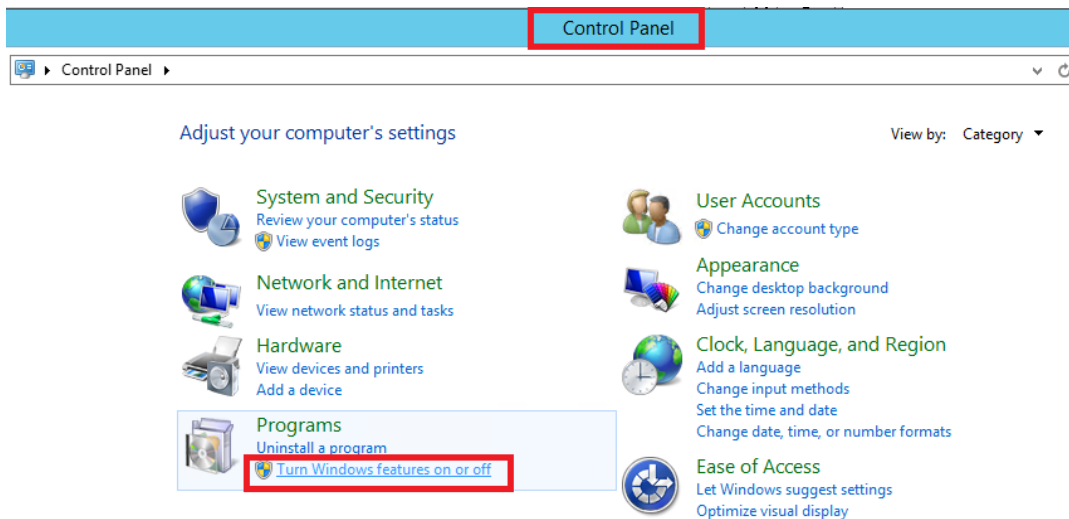 Control Panel
Control Panel
Adjust your computer's settings
View by: Category
System and Security
Review your computer's status
View event logs
Network and Internet
View network status and tasks
Hardware
View devices and printers
Add a device
Programs
Uninstall a program
Turn Windows features on or off
User Accounts
Change account type
Appearance
Change desktop background
Adjust screen resolution
Clock, Language, and Region
Add a language
Change input methods
Set the time and date
Change date, time, or number formats
Ease of Access
Let Windows suggest settings
Optimize visual display